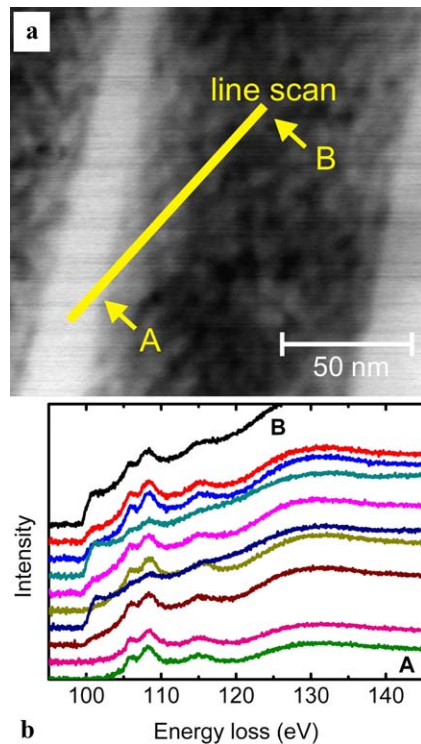 a
line scan
B
A
50 nm
B
Intensity
A
100 110 120 130 140
b
Energy loss (eV)